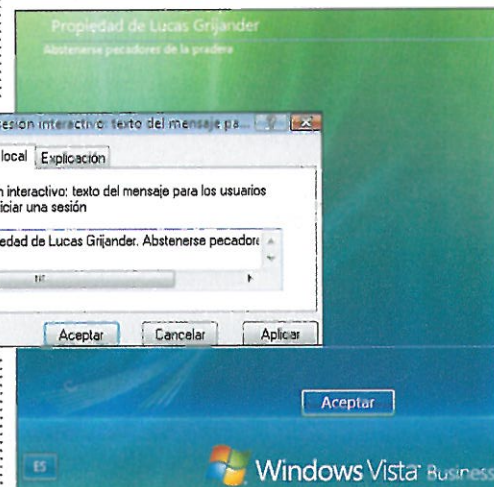 Propiedad de Lucas Grijander
Abstenerse pecadores de la pradera
esión interactivo: texto del mensaje pa...
local Explicación
n interactivo: texto del mensaje para los usuarios
iciar una sesión
edad de Lucas Grijander. Abstenerse pecadore
Aceptar Cancelar Aplicar
Aceptar
ES
Windows Vista Business